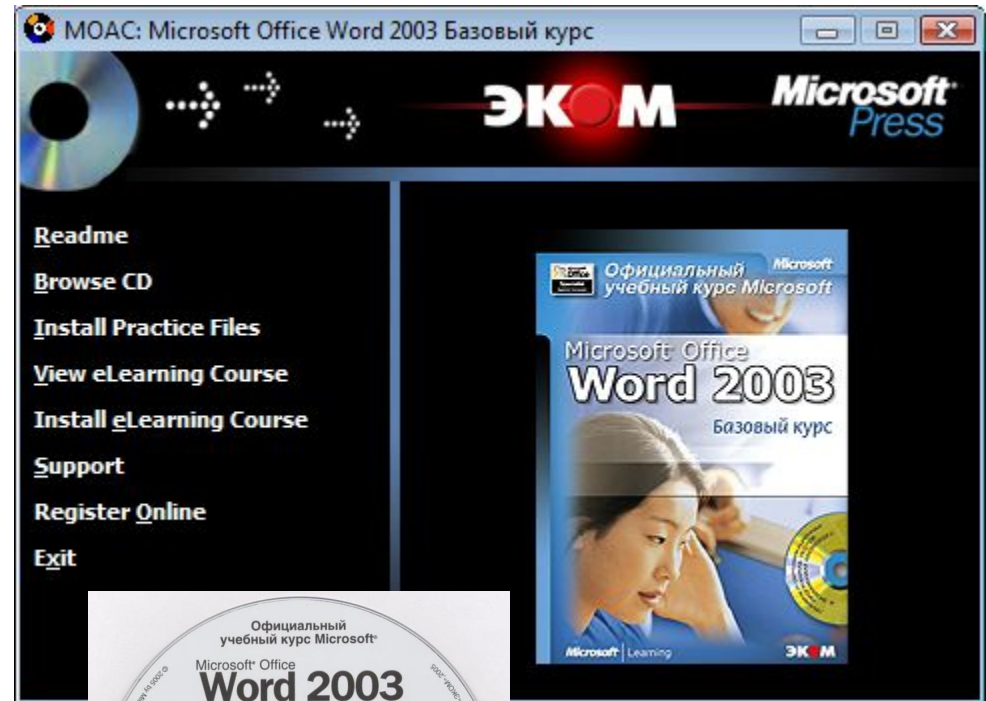 MOAC: Microsoft Office Word 2003 Базовый курс
ЭКОМ
Microsoft
Press
Readme
Browse CD
Install Practice Files
View eLearning Course
Install eLearning Course
Support
Register Online
Exit
Microsoft
Официальный
учебный курс Microsoft
Microsoft Office
Word 2003
Базовый курс
Microsoft Learning
ЭКОМ
Официальный
учебный курс Microsoft
Microsoft Office
Word 2003
© 2005 by